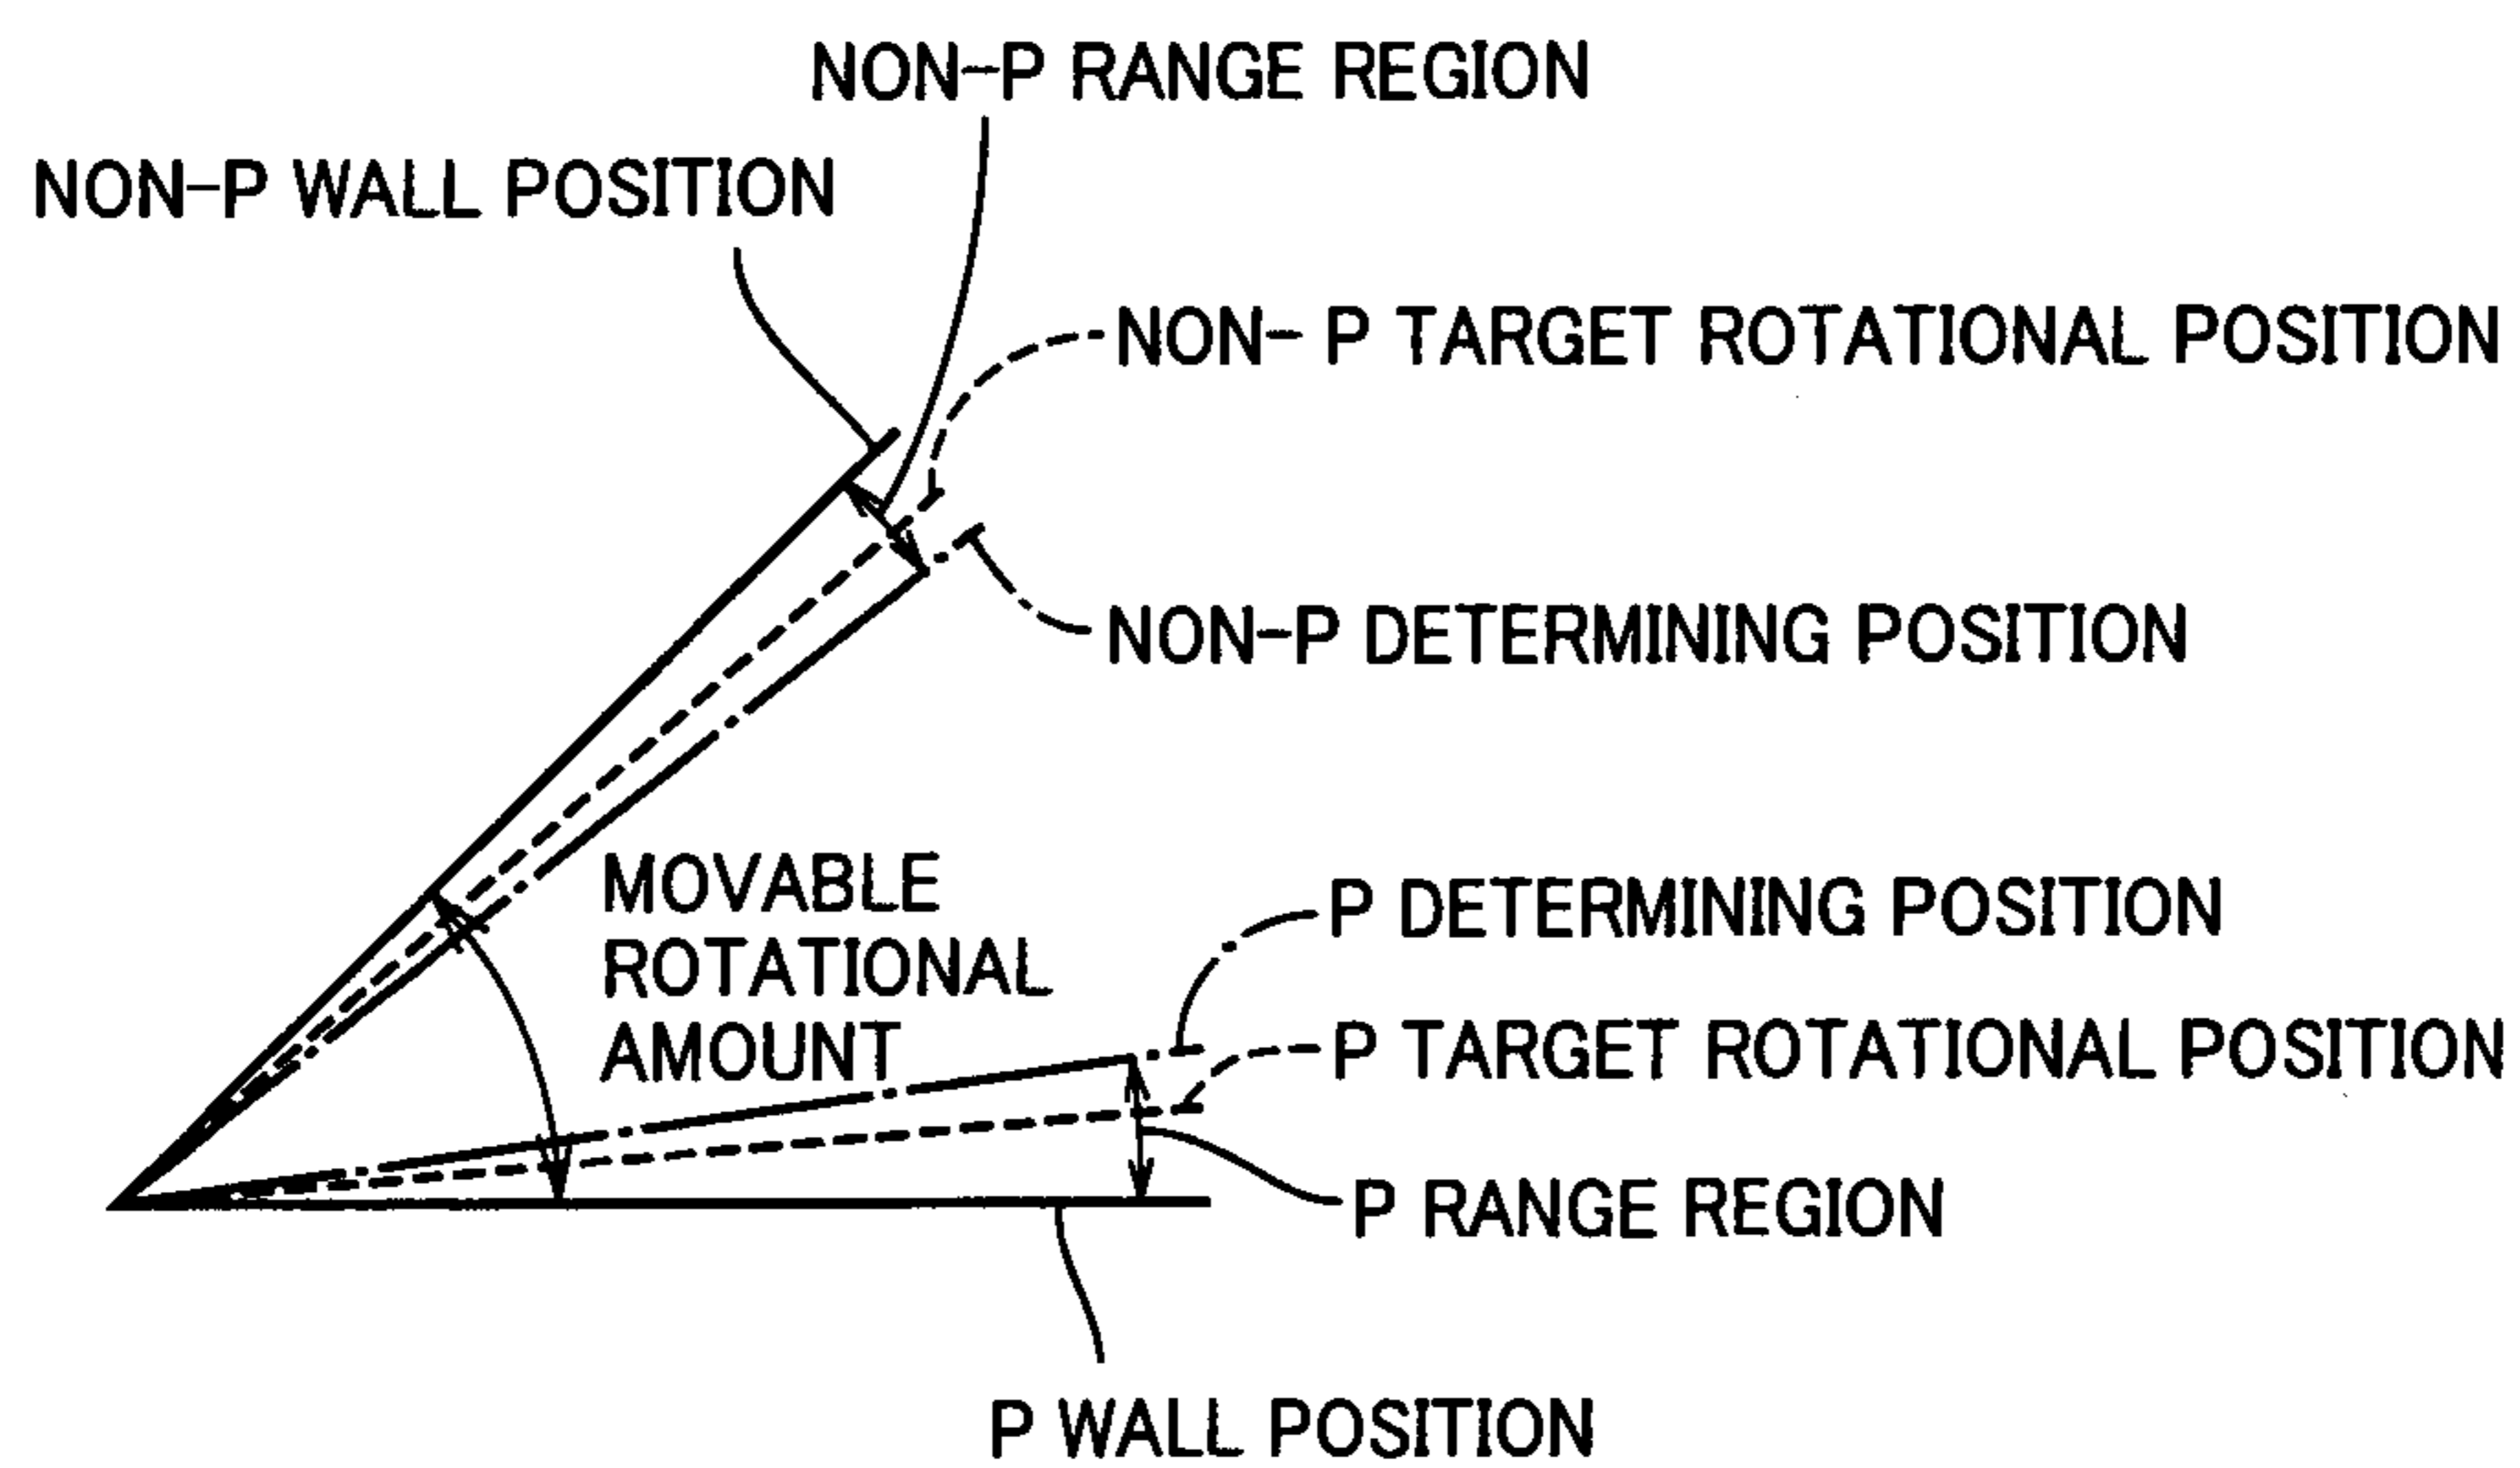 NON-P RANGE REGION
NON-P WALL POSITION
NON- P TARGET ROTATIONAL POSITION
NON-P DETERMINING POSITION
MOVABLE
ROTATIONAL
AMOUNT
P DETERMINING POSITION
P TARGET ROTATIONAL POSITION
P RANGE REGION
P WALL POSITION